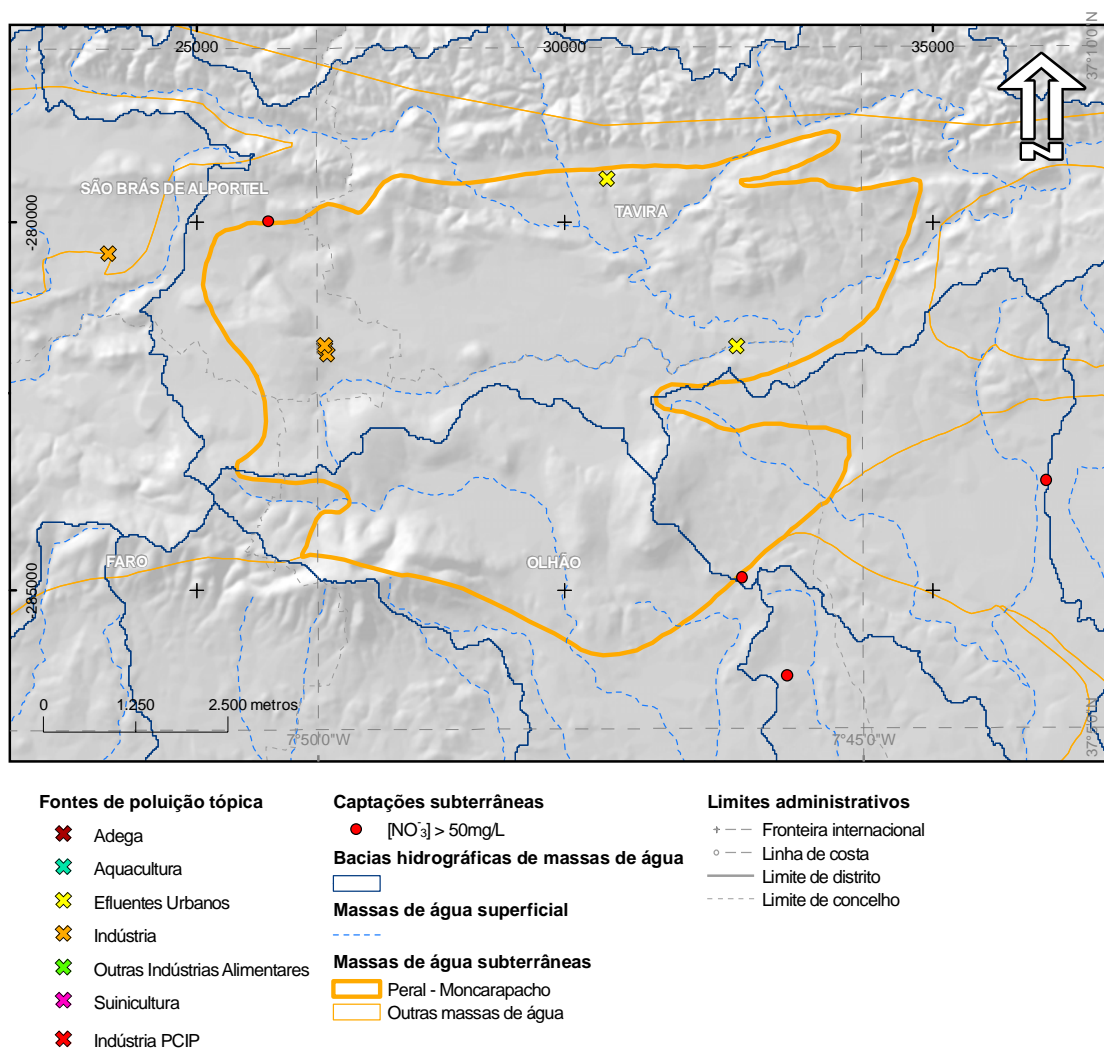 25000
30000
35000
37°10'0"N
N
SÃO BRÁS DE ALPORTEL
TAVIRA
-280000
FARO
OLHÃO
-285000
0
1.250
2.500 metros
7°50'0"W
7°45'0"W
37°5'0"N
Fontes de poluição tópica
Adega
Aquacultura
Efluentes Urbanos
Indústria
Outras Indústrias Alimentares
Suinicultura
Indústria PCIP
Captações subterrâneas
[NO⁻₃] > 50mg/L
Bacias hidrográficas de massas de água
Massas de água superficial
Massas de água subterrâneas
Peral - Moncarapacho
Outras massas de água
Limites administrativos
Fronteira internacional
Linha de costa
Limite de distrito
Limite de concelho